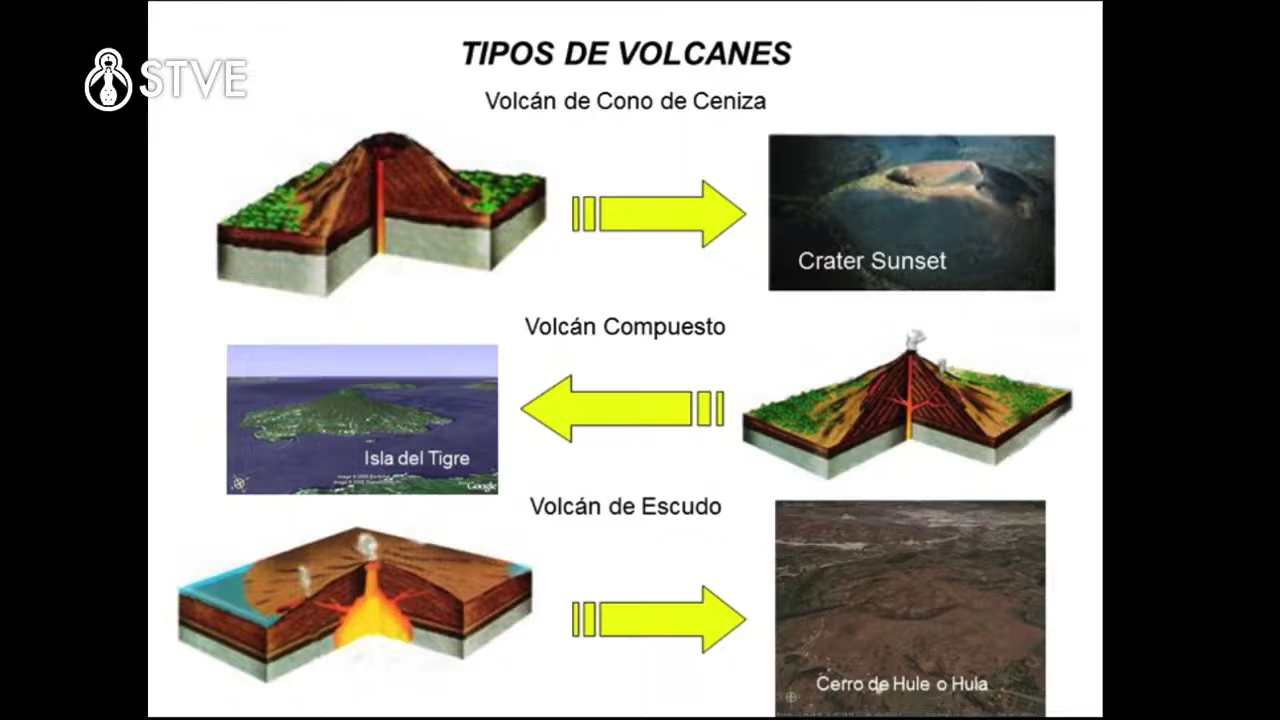 TIPOS DE VOLCANES
STVE
Volcán de Cono de Ceniza
Crater Sunset
Volcán Compuesto
Isla del Tigre
Google
Volcán de Escudo
Cerro de Hule o Hula